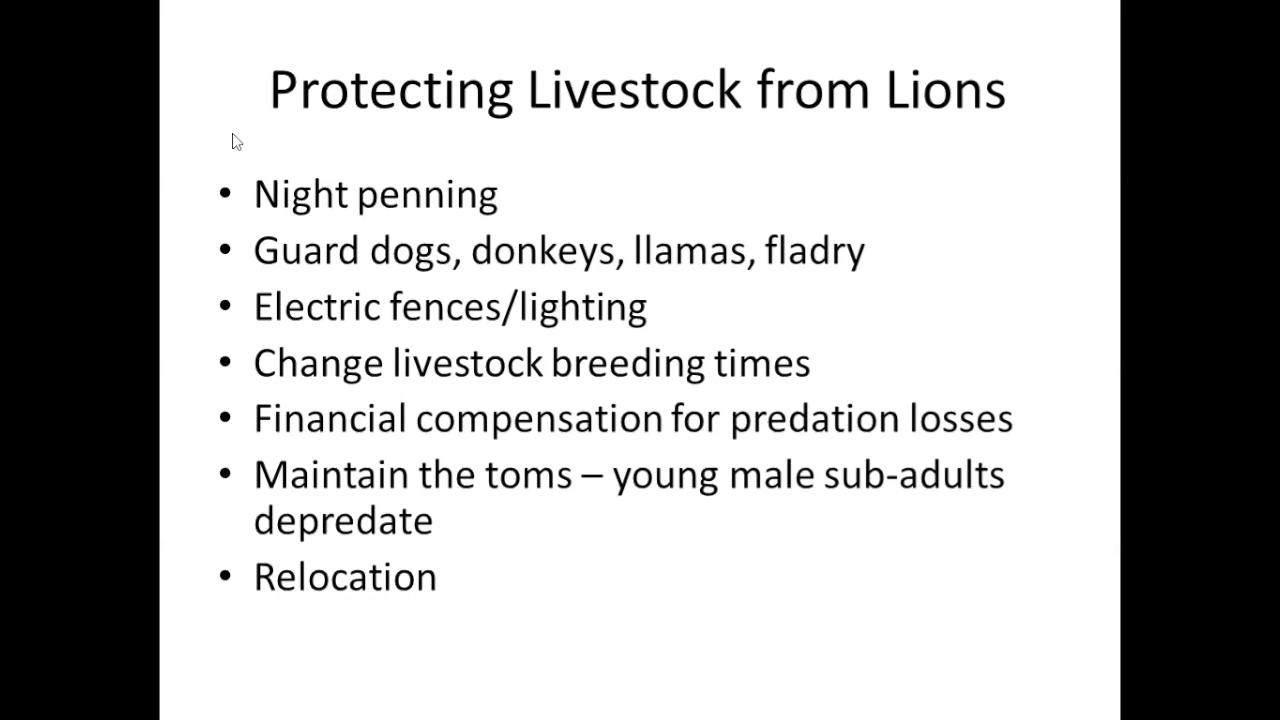 Protecting Livestock from Lions
• Night penning
• Guard dogs, donkeys, llamas, fladry
• Electric fences/lighting
• Change livestock breeding times
• Financial compensation for predation losses
• Maintain the toms – young male sub-adults
depredate
• Relocation